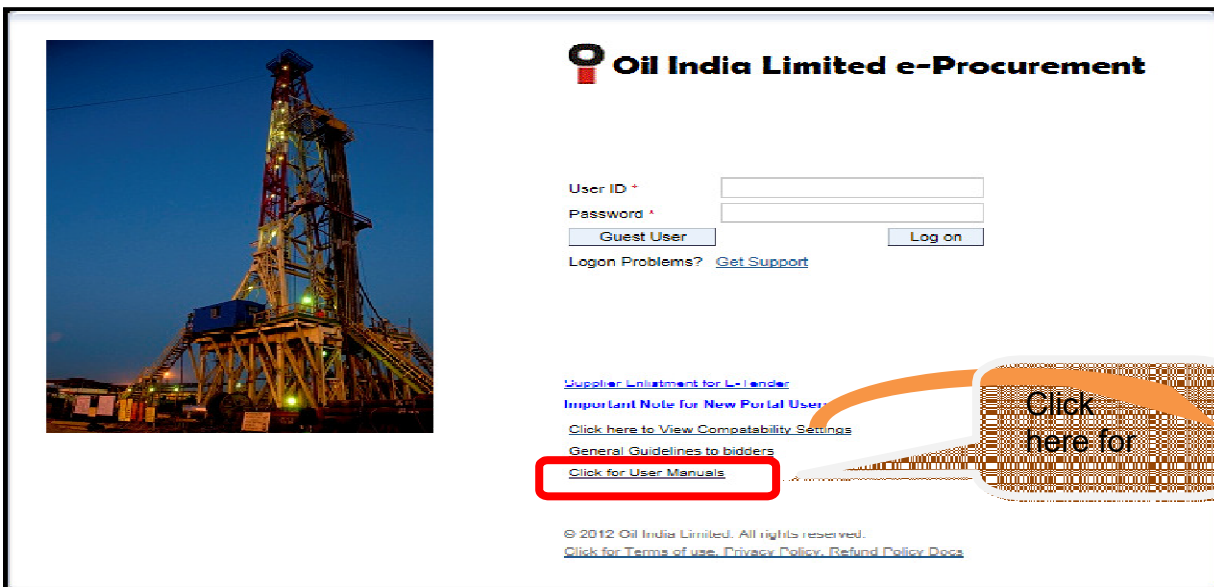 Oil India Limited e-Procurement
User ID *
Password *
Guest User
Log on
Logon Problems? Get Support
Supplier Enlistment for E-Tender
Important Note for New Portal Users
Click here to View Compatability Settings
General Guidelines to bidders
Click for User Manuals
Click
here for
© 2012 Oil India Limited. All rights reserved.
Click for Terms of use, Privacy Policy, Refund Policy Docs